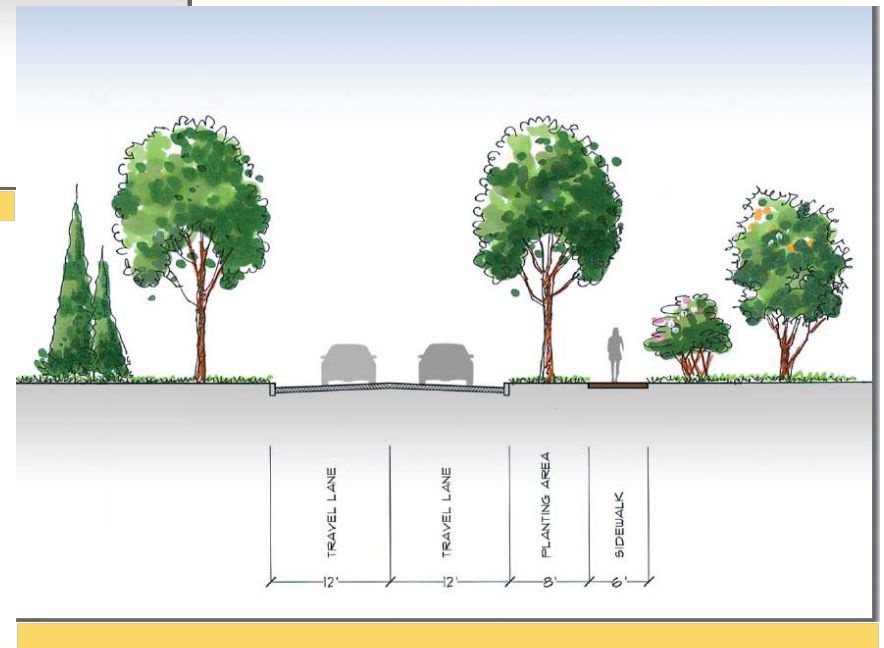 TRAVEL LANE
TRAVEL LANE
PLANTING AREA
SIDEWALK
12'
12'
8'
6'